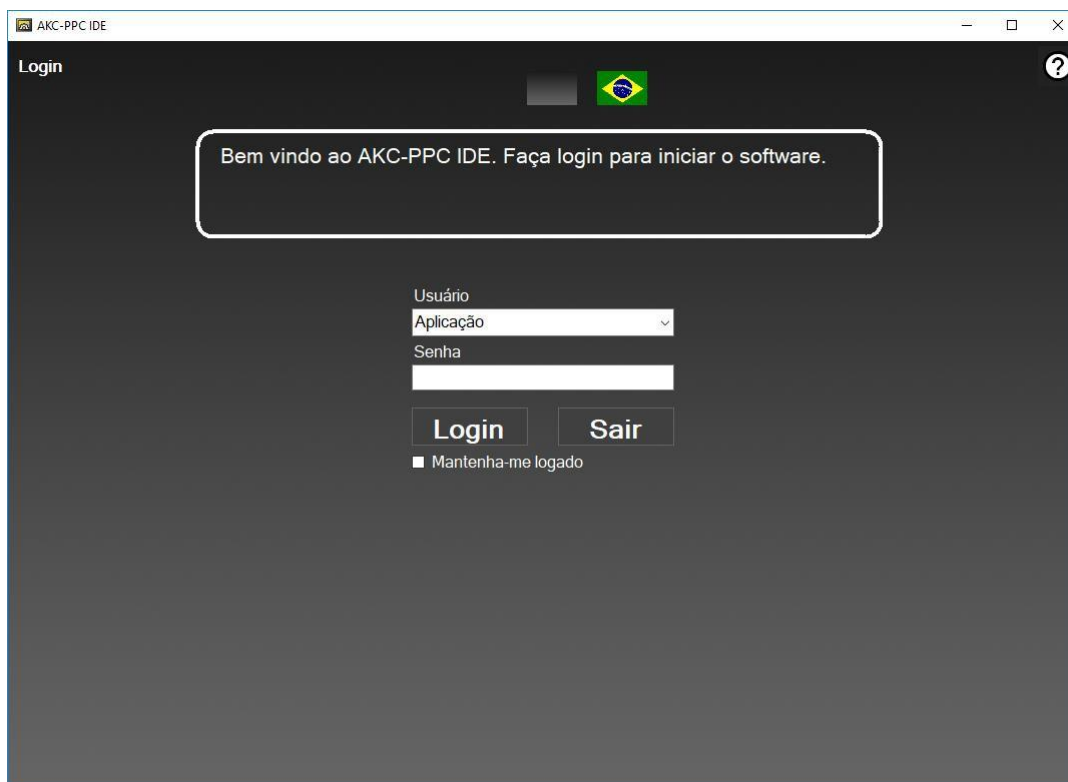 AKC-PPC IDE
Login
?
Bem vindo ao AKC-PPC IDE. Faça login para iniciar o software.
Usuário
Aplicação
Senha
Login Sair
Mantenha-me logado